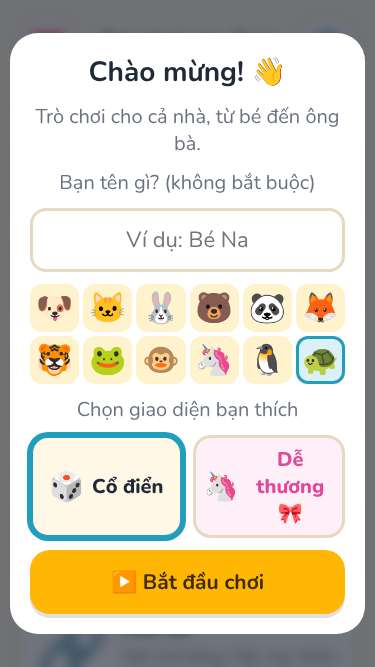 Chào mừng! 👋
Trò chơi cho cả nhà, từ bé đến ông
bà.
Bạn tên gì? (không bắt buộc)
Ví dụ: Bé Na
Chọn giao diện bạn thích
Cổ điển
Dễ
thương
Bắt đầu chơi